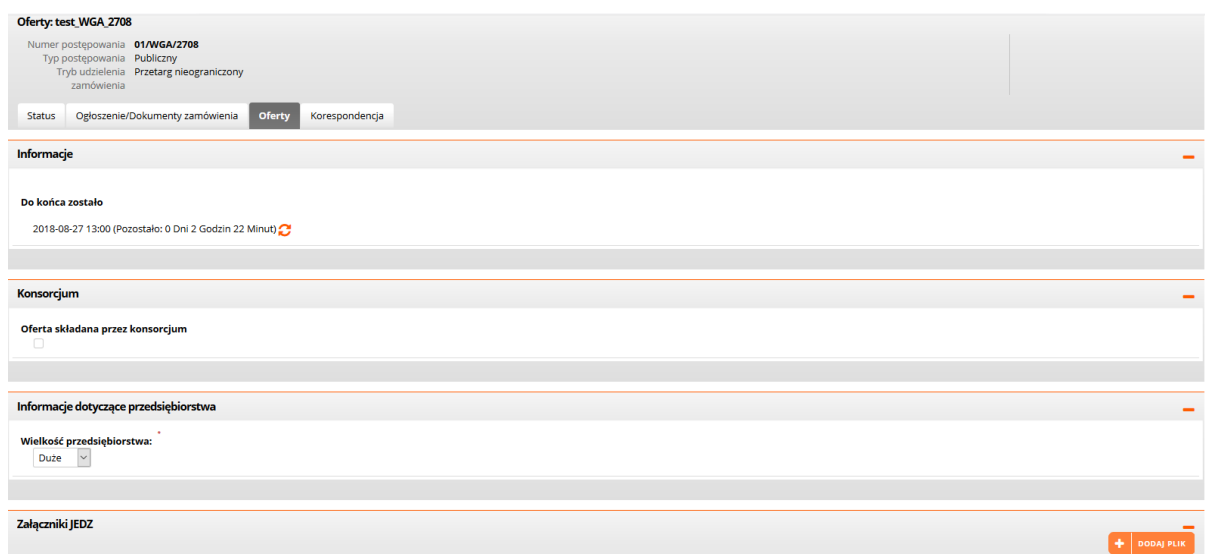 Oferty: test_WGA_2708
Numer postępowania 01/WGA/2708
Typ postępowania Publiczny
Tryb udzielenia zamówienia Przetarg nieograniczony
Status Ogłoszenie/Dokumenty zamówienia Oferty Korespondencja
Informacje
Do końca zostało
2018-08-27 13:00 (Pozostało: 0 Dni 2 Godzin 22 Minut)
Konsorcjum
Oferta składana przez konsorcjum
Informacje dotyczące przedsiębiorstwa
Wielkość przedsiębiorstwa: *
Duże
Załączniki JEDZ
+ DODAJ PLIK